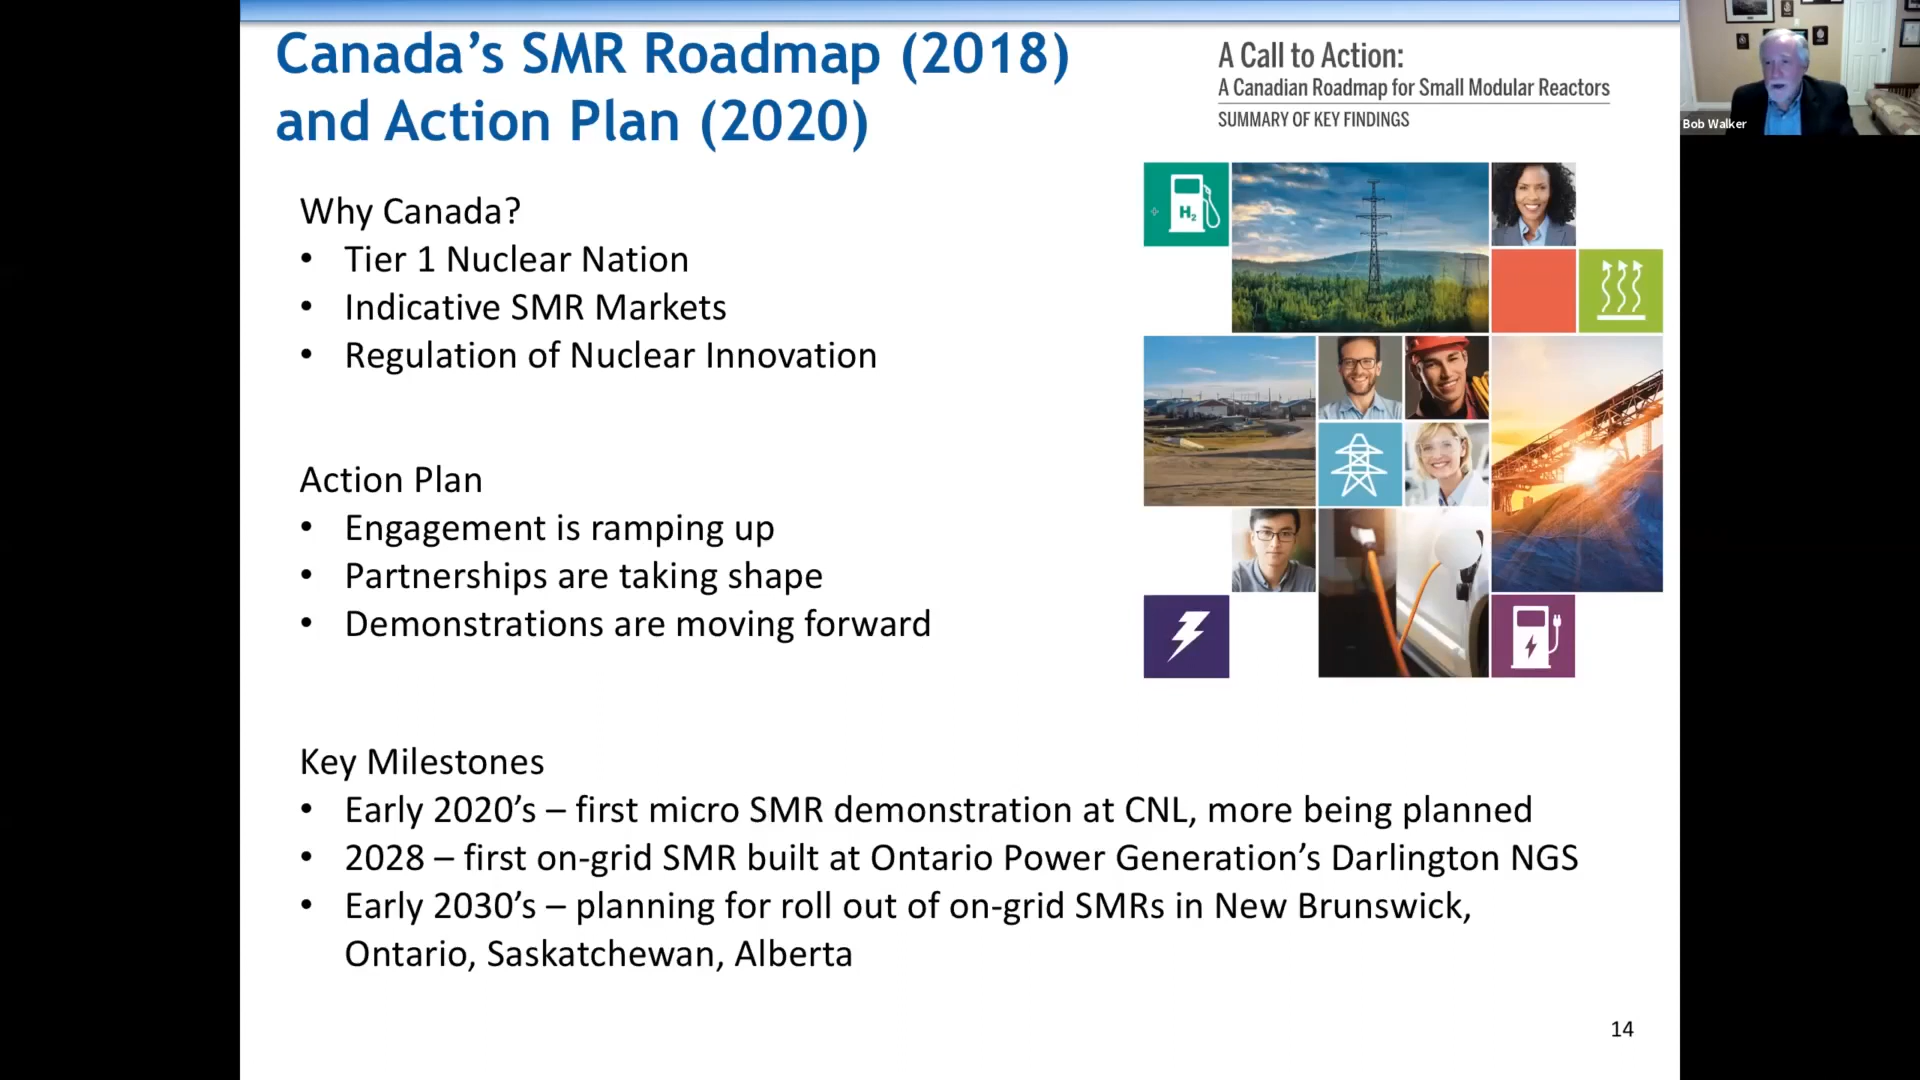 Canada’s SMR Roadmap (2018)
and Action Plan (2020)
A Call to Action:
A Canadian Roadmap for Small Modular Reactors
SUMMARY OF KEY FINDINGS
Bob Walker
Why Canada?
• Tier 1 Nuclear Nation
• Indicative SMR Markets
• Regulation of Nuclear Innovation
H2
Action Plan
• Engagement is ramping up
• Partnerships are taking shape
• Demonstrations are moving forward
Key Milestones
• Early 2020’s – first micro SMR demonstration at CNL, more being planned
• 2028 – first on-grid SMR built at Ontario Power Generation’s Darlington NGS
• Early 2030’s – planning for roll out of on-grid SMRs in New Brunswick,
Ontario, Saskatchewan, Alberta
14